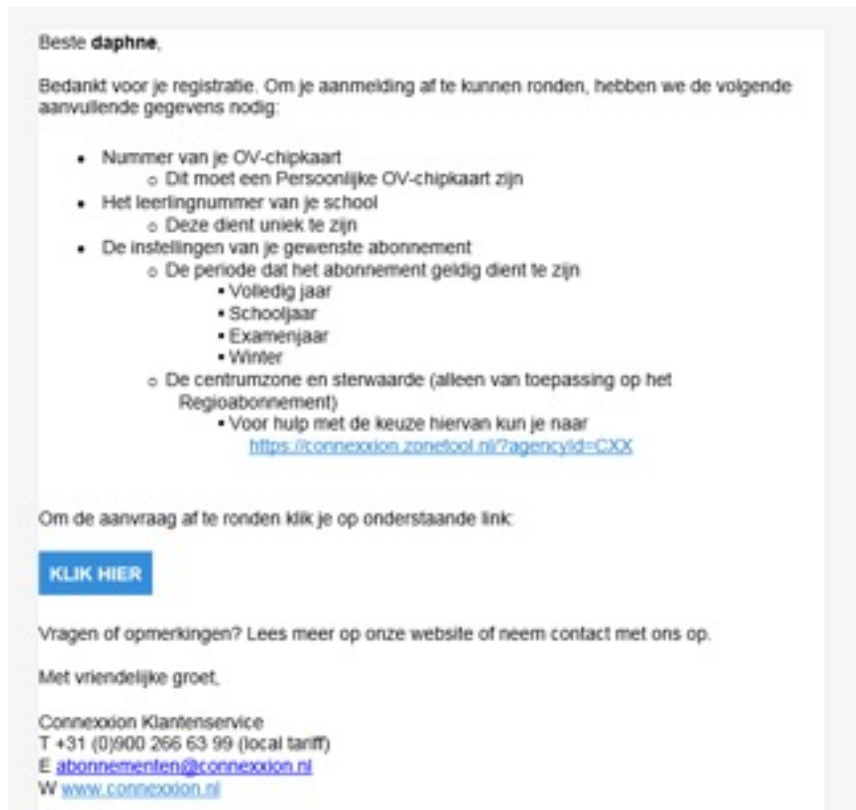 Beste daphne,
Bedankt voor je registratie. Om je aanmelding af te kunnen ronden, hebben we de volgende
aanvullende gegevens nodig:
• Nummer van je OV-chipkaart
o Dit moet een Persoonlijke OV-chipkaart zijn
• Het leerlingnummer van je school
o Deze dient uniek te zijn
• De instellingen van je gewenste abonnement
o De periode dat het abonnement geldig dient te zijn
▪ Volledig jaar
▪ Schooljaar
▪ Examenjaar
▪ Winter
o De centrumzone en sterwaarde (alleen van toepassing op het
Regioabonnement)
▪ Voor hulp met de keuze hiervan kun je naar
https://connexxion.zonetool.nl/?agencyId=CXX
Om de aanvraag af te ronden klik je op onderstaande link:
KLIK HIER
Vragen of opmerkingen? Lees meer op onze website of neem contact met ons op.
Met vriendelijke groet,
Connexxion Klantenservice
T +31 (0)900 266 63 99 (local tariff)
E abonnementen@connexxion.nl
W www.connexxion.nl